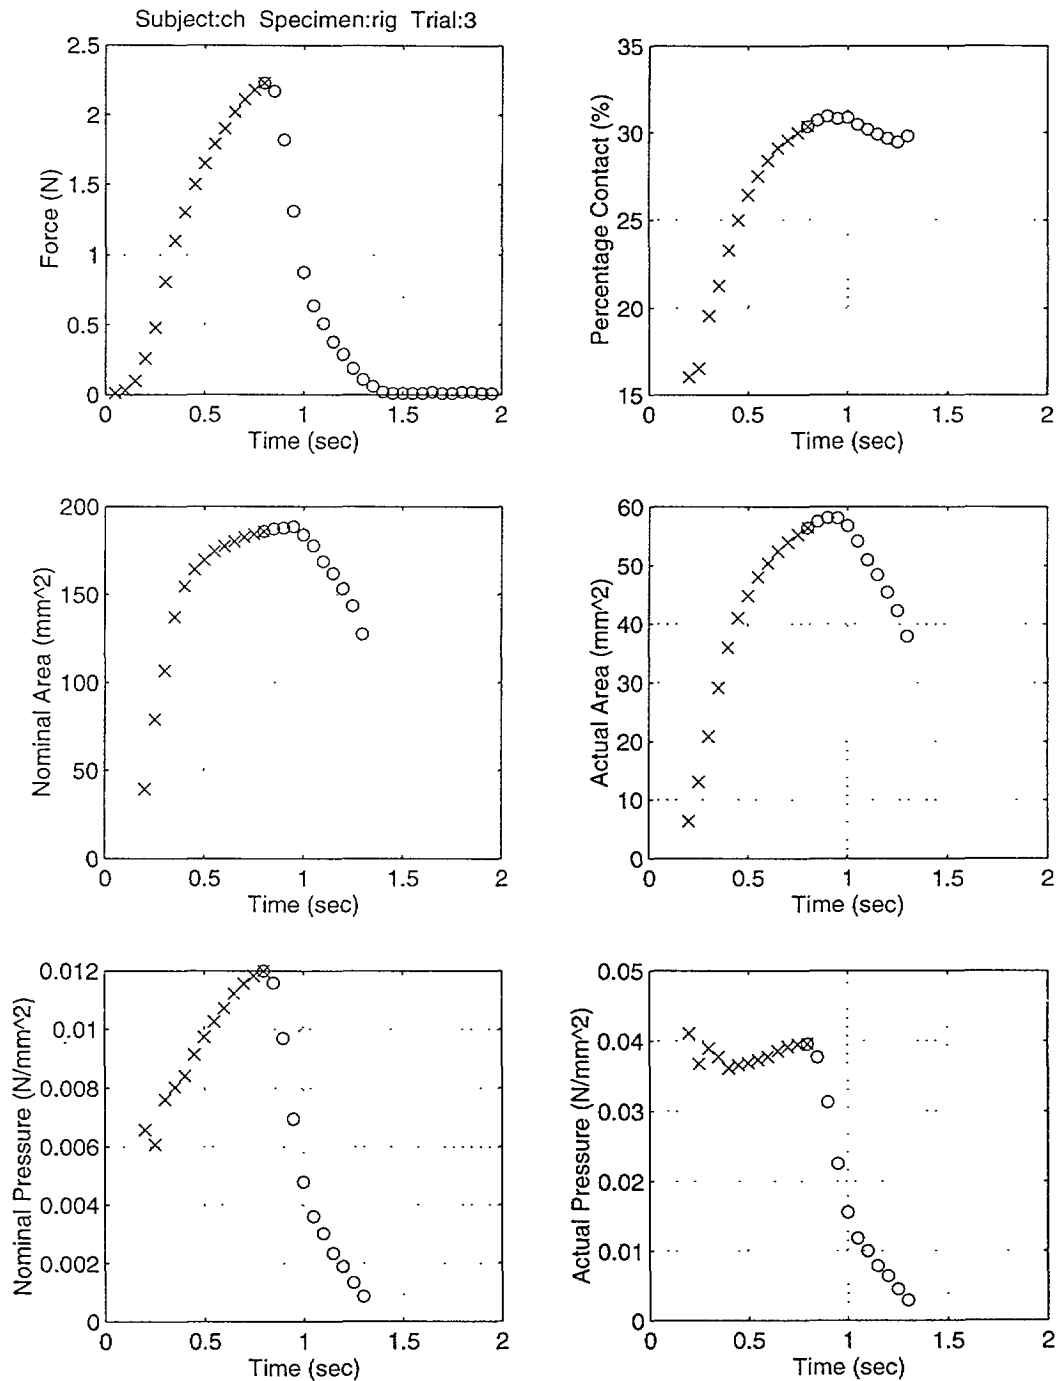 Subject:ch Specimen:rig Trial:3
2.5
2
1.5
1
0.5
0
Force (N)
0 0.5 1 1.5 2
Time (sec)
35
30
25
20
15
Percentage Contact (%)
0 0.5 1 1.5 2
Time (sec)
200
150
100
50
0
Nominal Area (mm^2)
0 0.5 1 1.5 2
Time (sec)
60
50
40
30
20
10
0
Actual Area (mm^2)
0 0.5 1 1.5 2
Time (sec)
0.012
0.01
0.008
0.006
0.004
0.002
0
Nominal Pressure (N/mm^2)
0 0.5 1 1.5 2
Time (sec)
0.05
0.04
0.03
0.02
0.01
0
Actual Pressure (N/mm^2)
0 0.5 1 1.5 2
Time (sec)